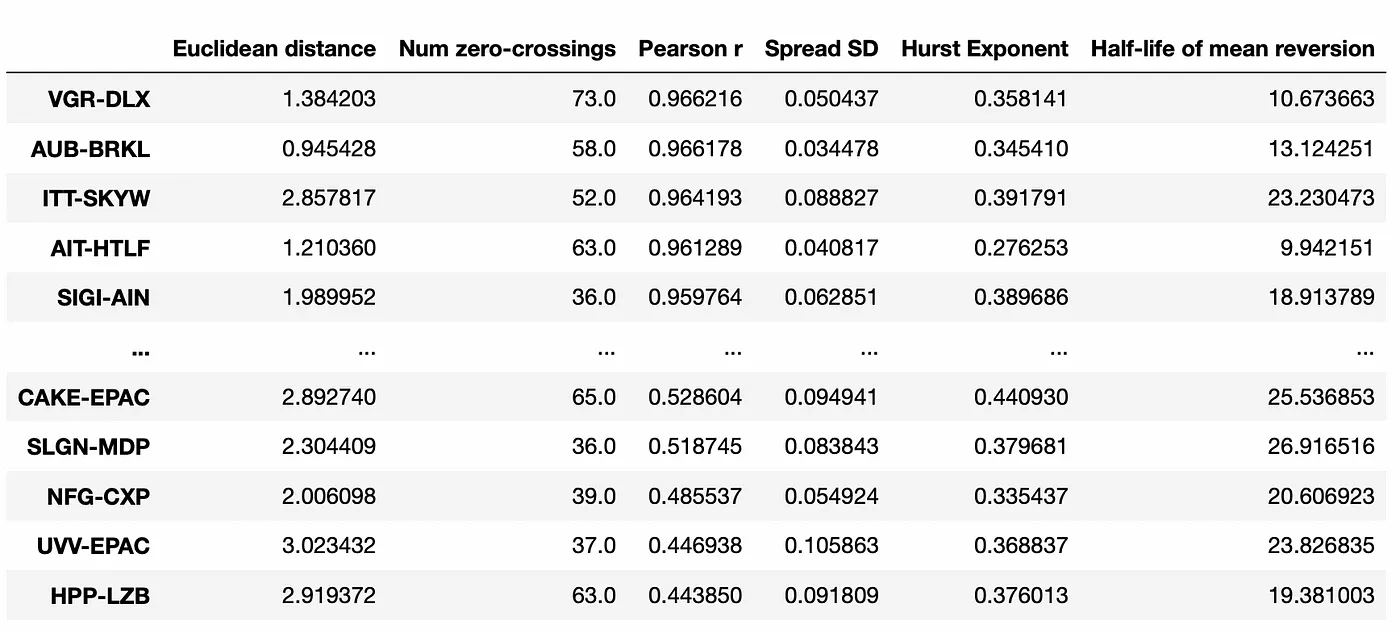 Euclidean distance Num zero-crossings Pearson r Spread SD Hurst Exponent Half-life of mean reversion
VGR-DLX 1.384203 73.0 0.966216 0.050437 0.358141 10.673663
AUB-BRKL 0.945428 58.0 0.966178 0.034478 0.345410 13.124251
ITT-SKYW 2.857817 52.0 0.964193 0.088827 0.391791 23.230473
AIT-HTLF 1.210360 63.0 0.961289 0.040817 0.276253 9.942151
SIGI-AIN 1.989952 36.0 0.959764 0.062851 0.389686 18.913789
... ... ... ... ... ... ...
CAKE-EPAC 2.892740 65.0 0.528604 0.094941 0.440930 25.536853
SLGN-MDP 2.304409 36.0 0.518745 0.083843 0.379681 26.916516
NFG-CXP 2.006098 39.0 0.485537 0.054924 0.335437 20.606923
UVV-EPAC 3.023432 37.0 0.446938 0.105863 0.368837 23.826835
HPP-LZB 2.919372 63.0 0.443850 0.091809 0.376013 19.381003